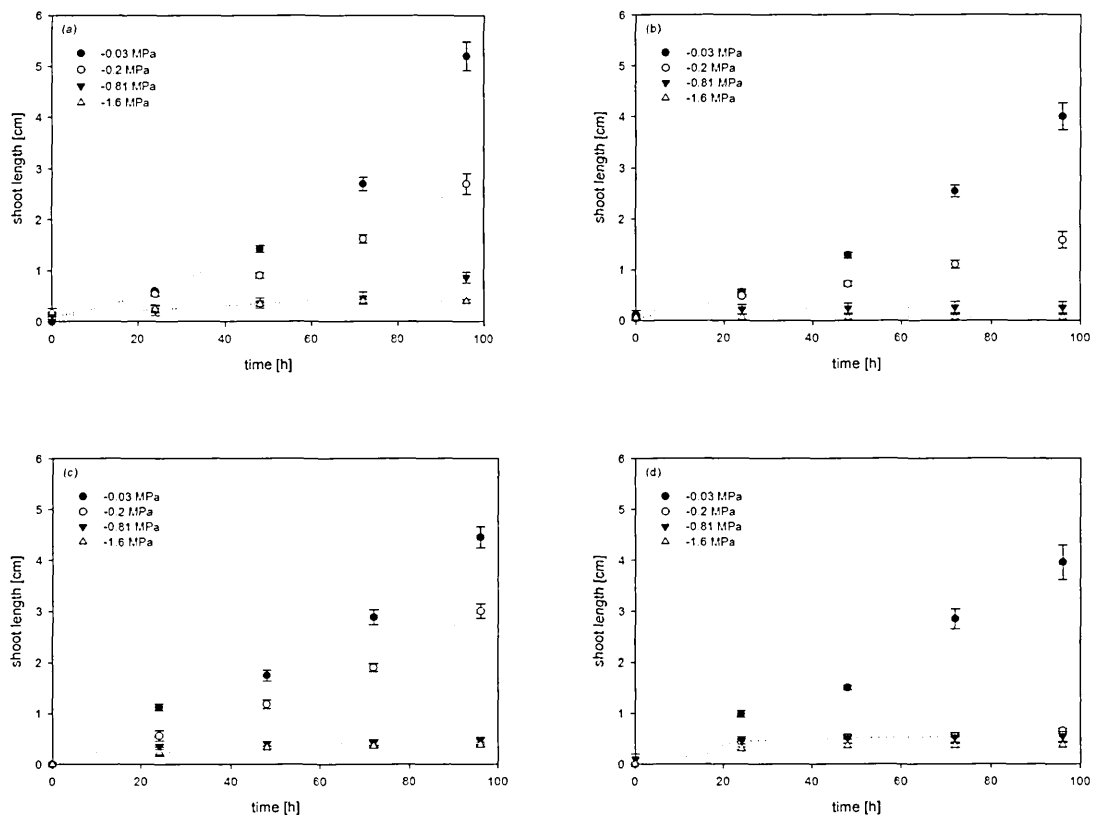 (a)
-0.03 MPa
-0.2 MPa
-0.81 MPa
-1.6 MPa
shoot length [cm]
6
5
4
3
2
1
0
0 20 40 60 80 100
time [h]
(b)
-0.03 MPa
-0.2 MPa
-0.81 MPa
-1.6 MPa
shoot length [cm]
6
5
4
3
2
1
0
0 20 40 60 80 100
time [h]
(c)
-0.03 MPa
-0.2 MPa
-0.81 MPa
-1.6 MPa
shoot length [cm]
6
5
4
3
2
1
0
0 20 40 60 80 100
time [h]
(d)
-0.03 MPa
-0.2 MPa
-0.81 MPa
-1.6 MPa
shoot length [cm]
6
5
4
3
2
1
0
0 20 40 60 80 100
time [h]